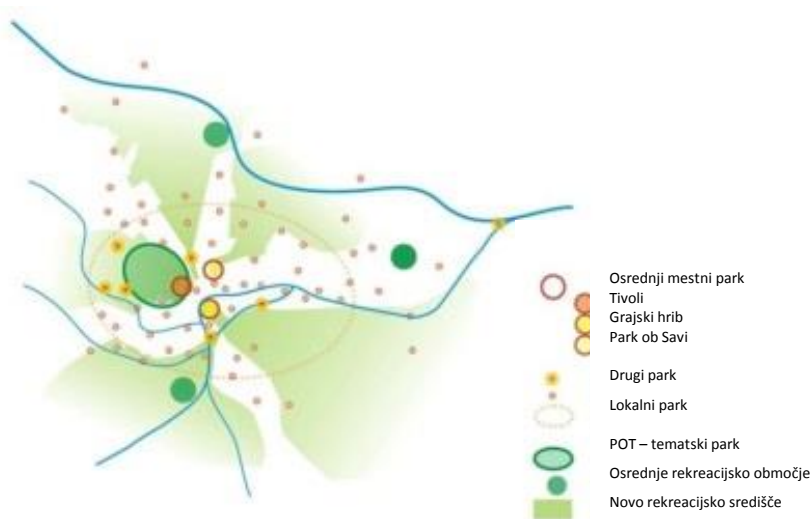 Osrednji mestni park
Tivoli
Grajski hrib
Park ob Savi
Drugi park
Lokalni park
POT – tematski park
Osrednje rekreacijsko območje
Novo rekreacijsko središče